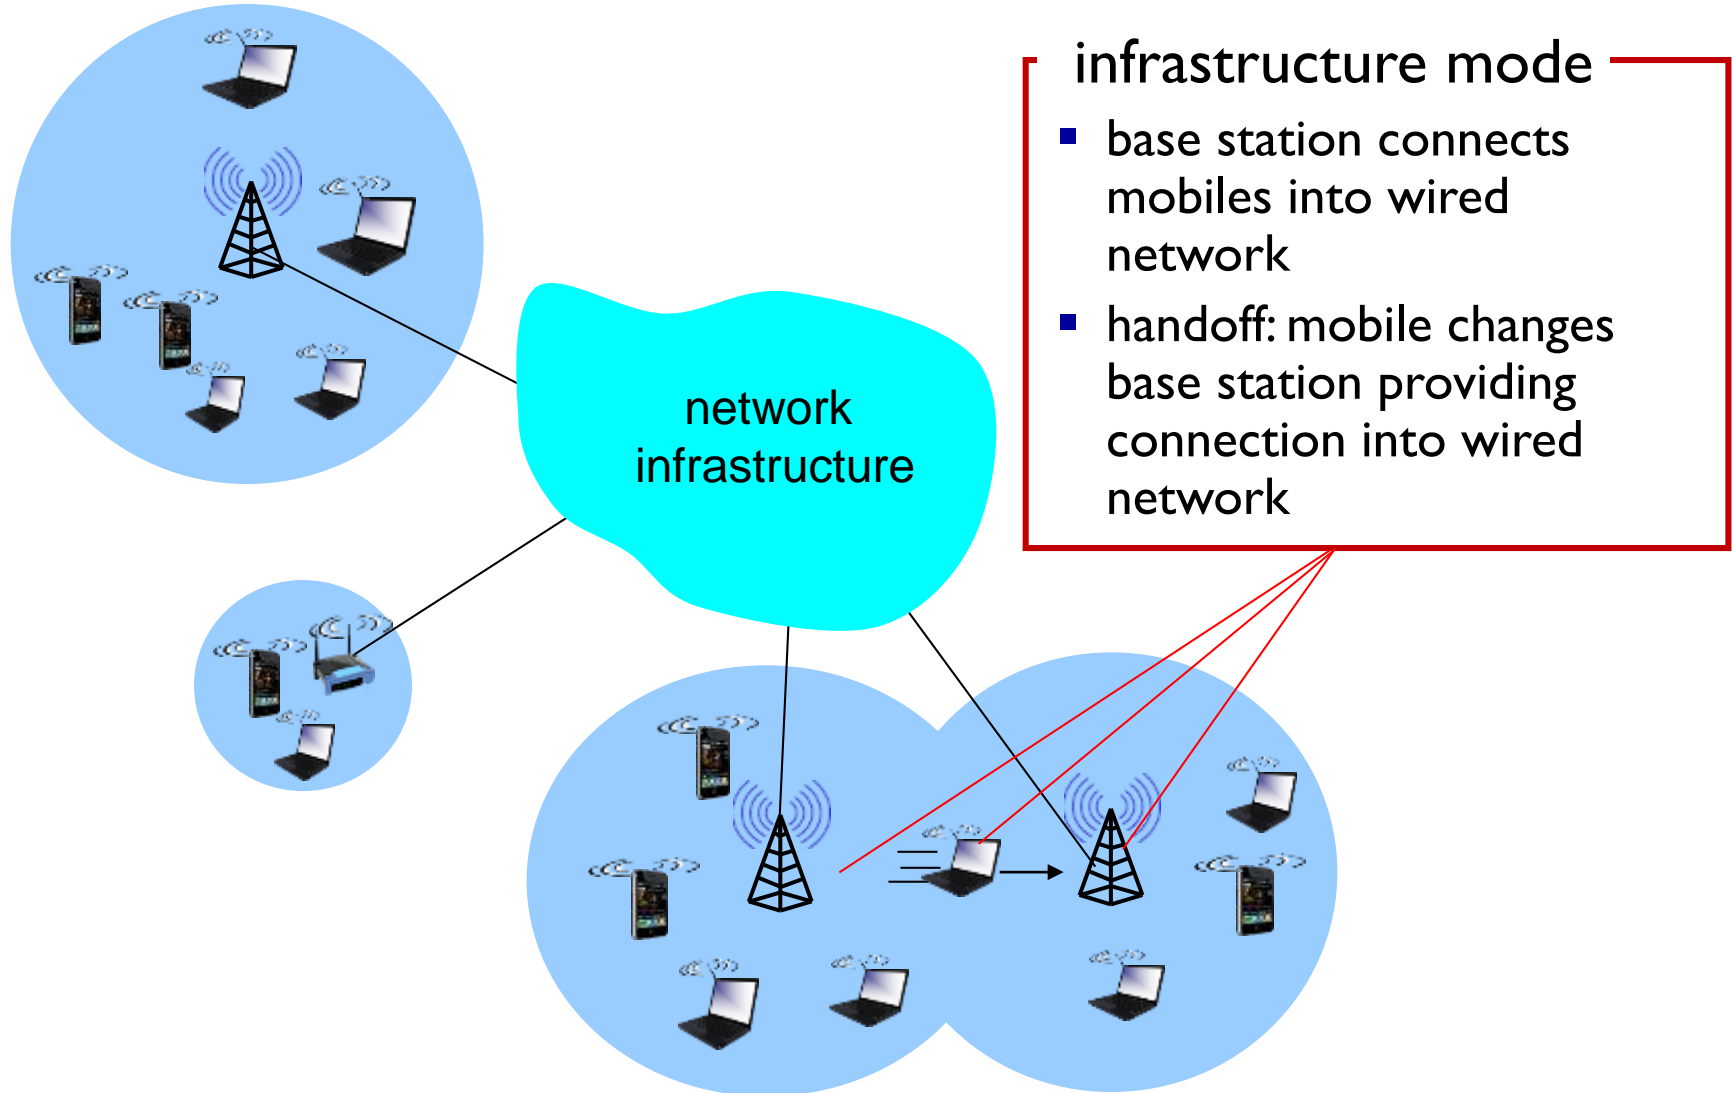 infrastructure mode
▪ base station connects
mobiles into wired
network
▪ handoff: mobile changes
base station providing
connection into wired
network
network
infrastructure